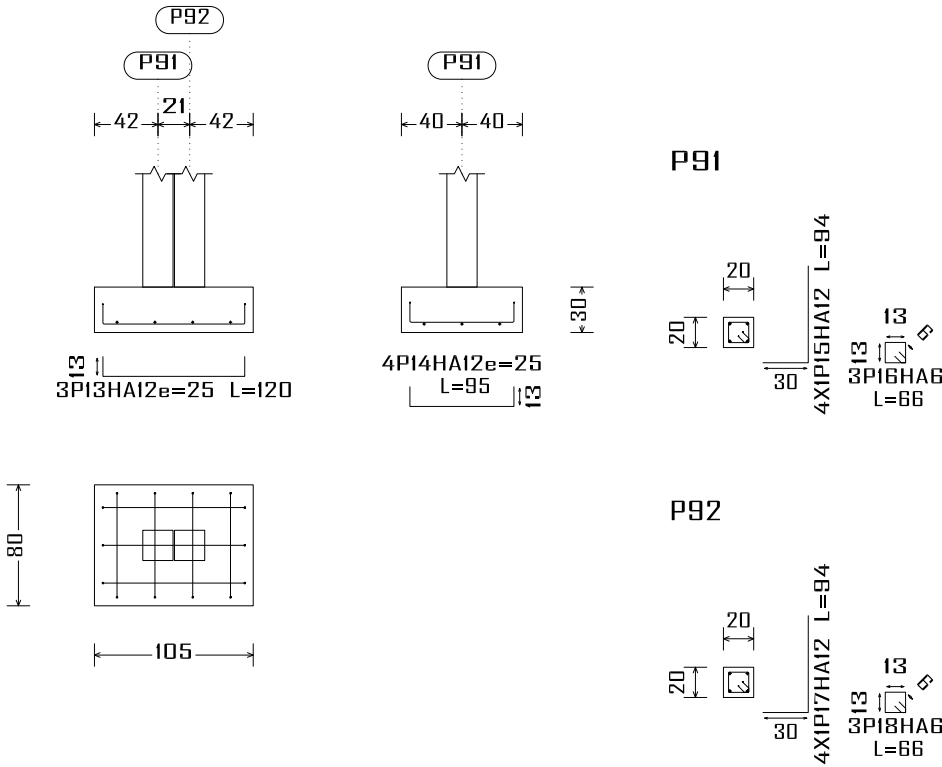 P92
P91
21
42
42
13
3P13HA12e=25 L=120
P91
40
40
30
4P14HA12e=25
L=95
13
80
105
P91
20
20
30
4X1P15HA12 L=94
13
6
13
3P16HA6
L=66
P92
20
20
30
4X1P17HA12 L=94
13
6
13
3P18HA6
L=66